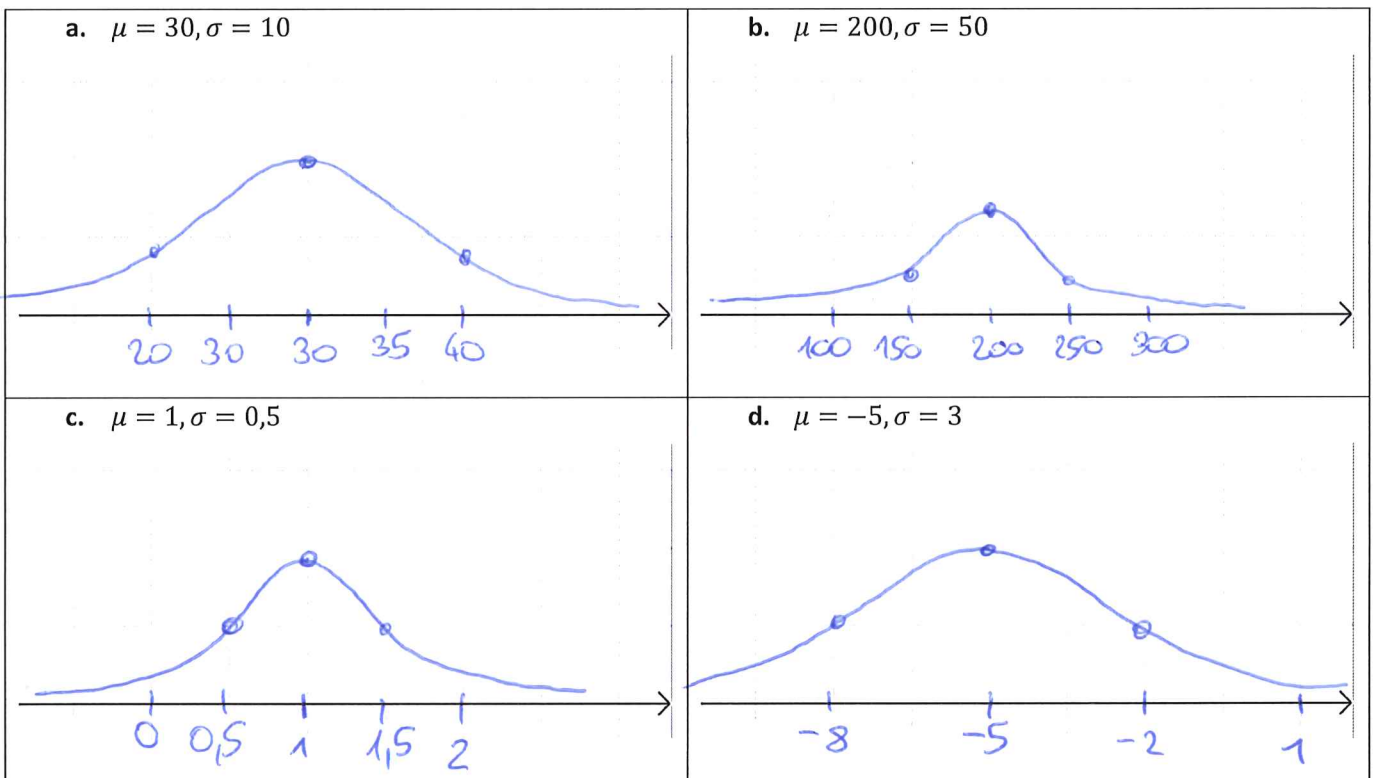 a. μ = 30, σ = 10
20 30 30 35 40
b. μ = 200, σ = 50
100 150 200 250 300
c. μ = 1, σ = 0,5
0 0,5 1 1,5 2
d. μ = −5, σ = 3
-8 -5 -2 1